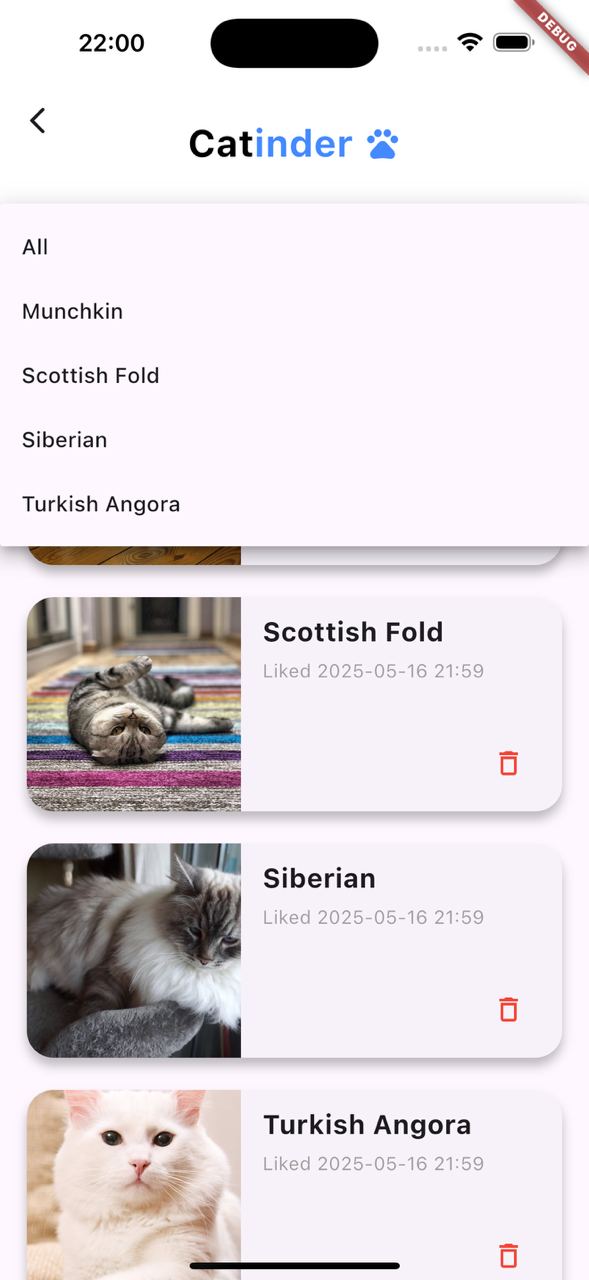 22:00
DEBUG
Catinder
All
Munchkin
Scottish Fold
Siberian
Turkish Angora
Scottish Fold
Liked 2025-05-16 21:59
Siberian
Liked 2025-05-16 21:59
Turkish Angora
Liked 2025-05-16 21:59